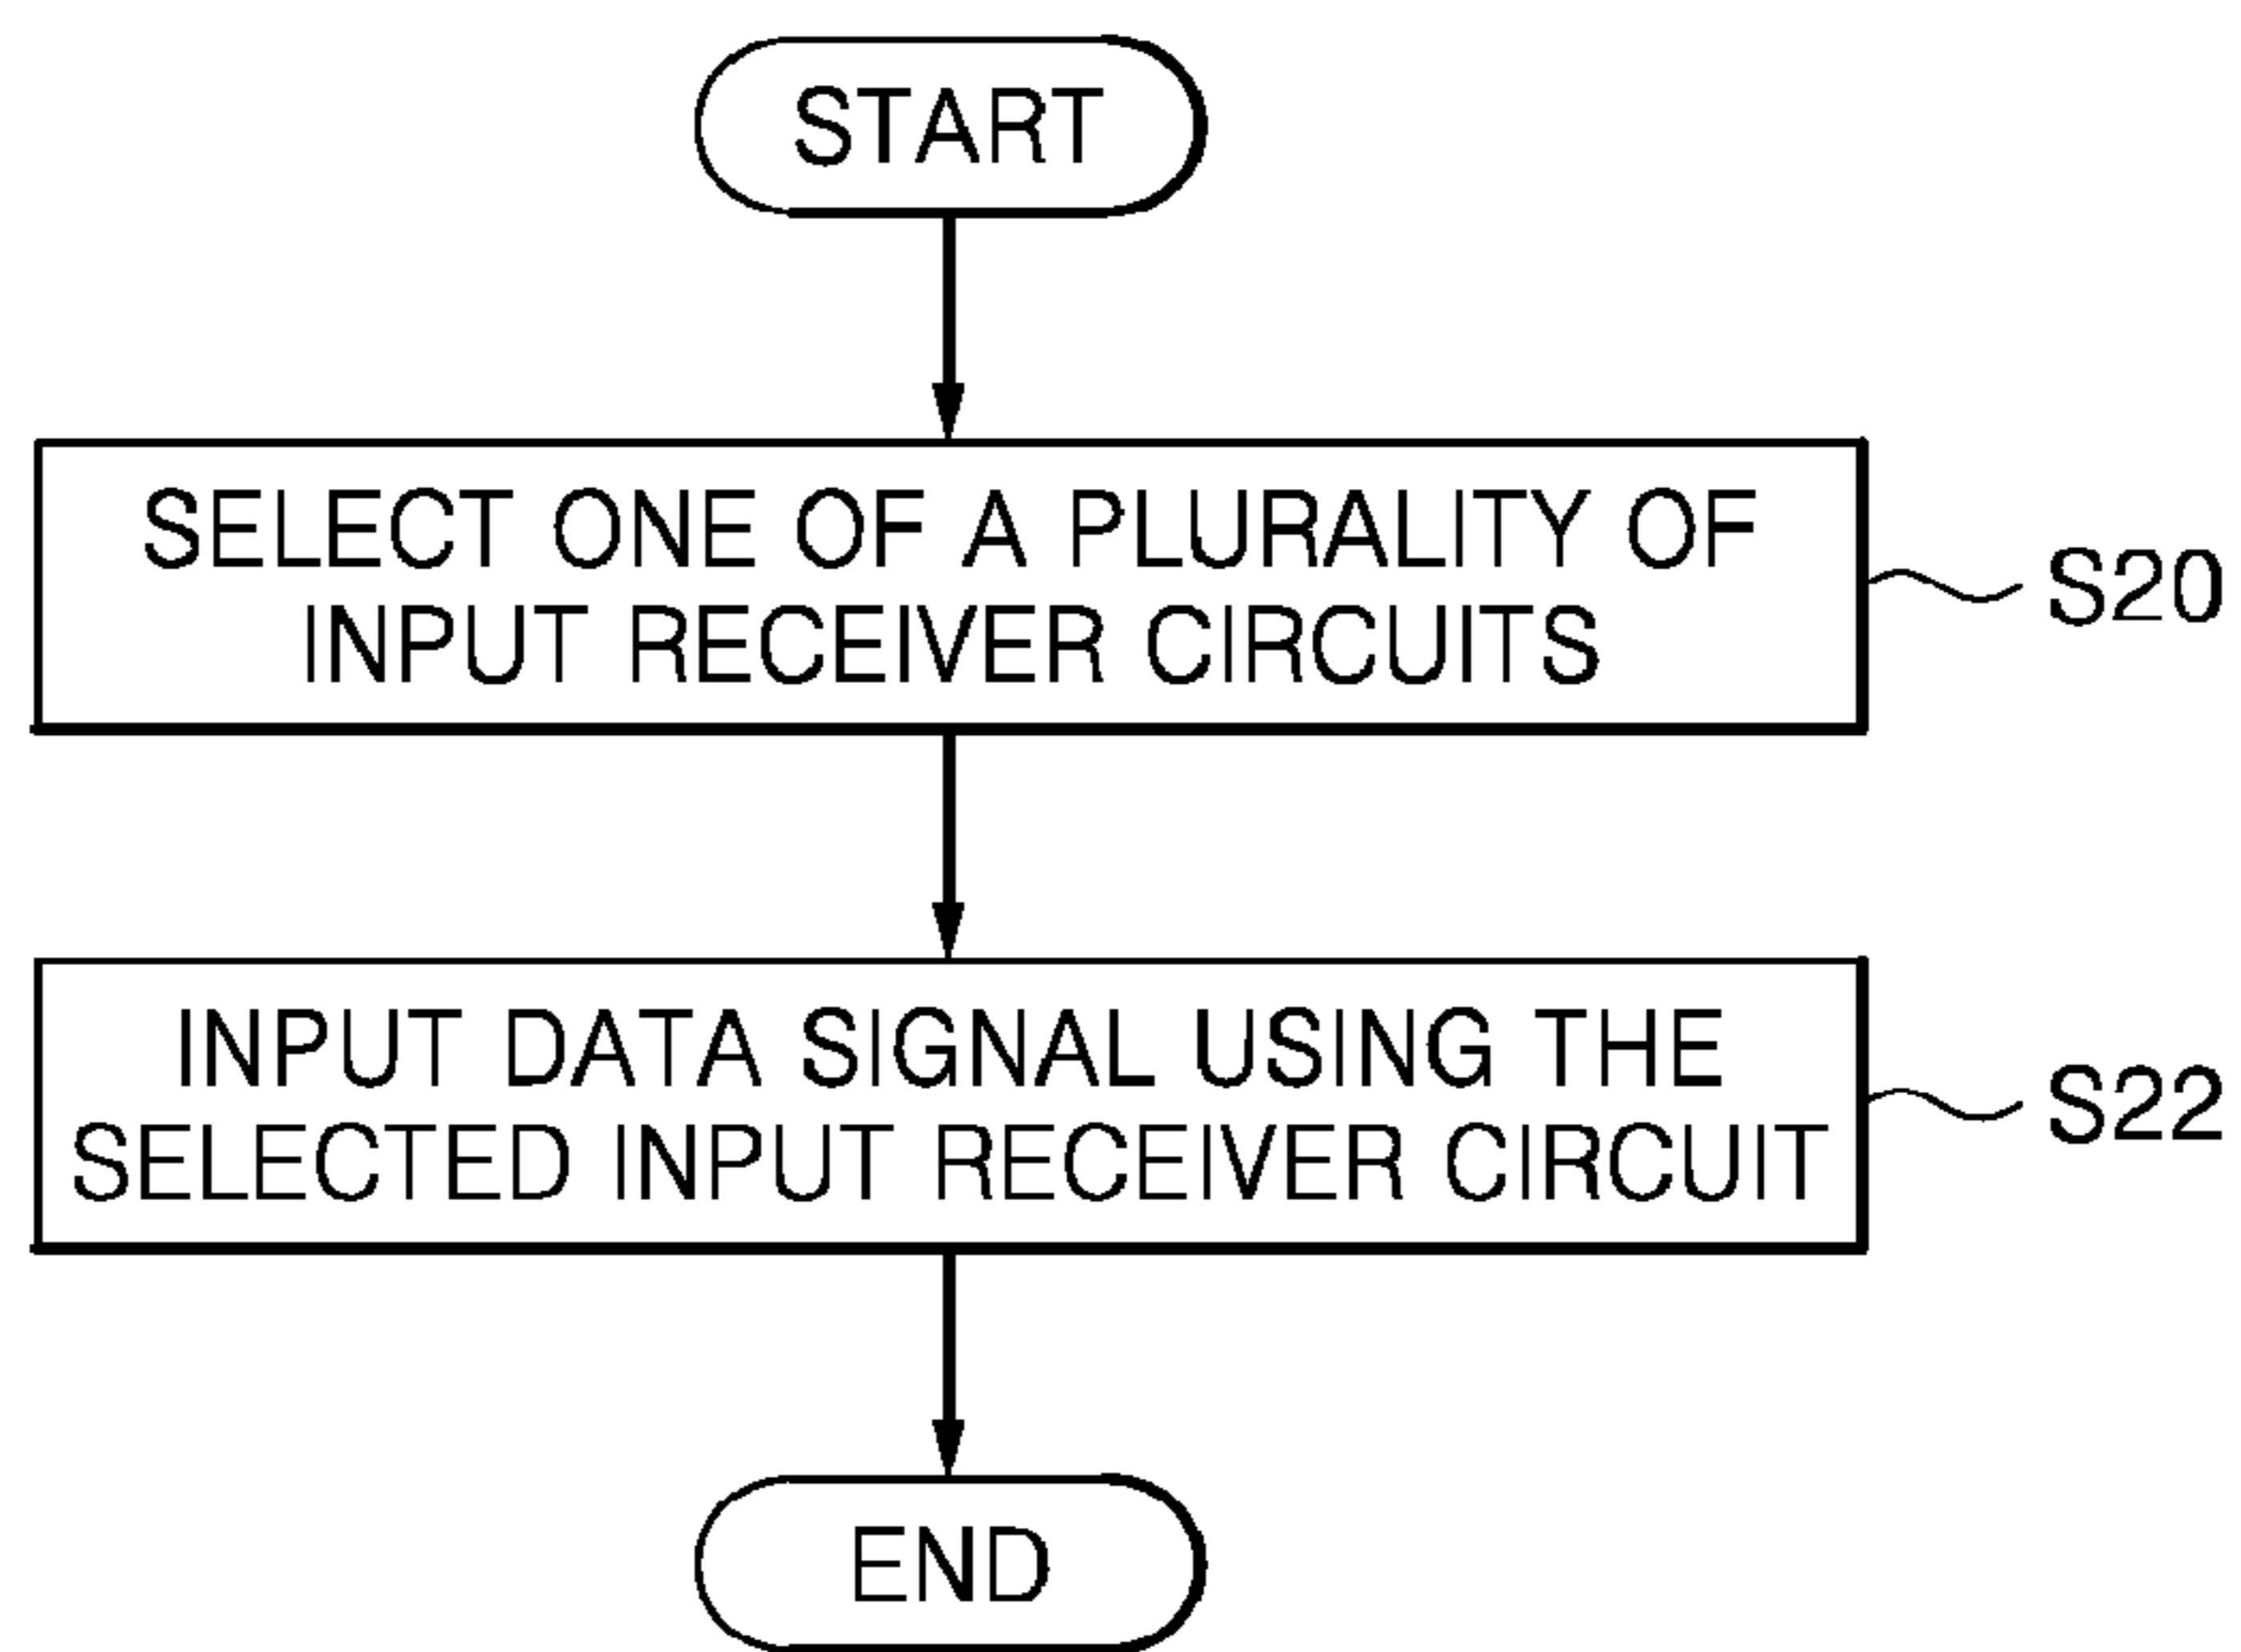 START
SELECT ONE OF A PLURALITY OF
INPUT RECEIVER CIRCUITS
S20
INPUT DATA SIGNAL USING THE
SELECTED INPUT RECEIVER CIRCUIT
S22
END